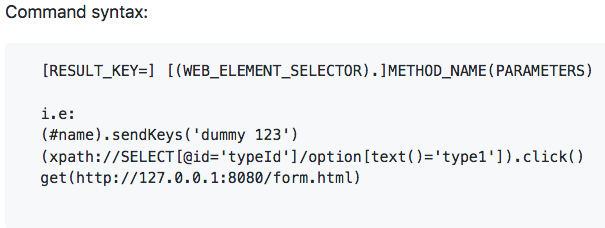 Command syntax:
[RESULT_KEY=] [(WEB_ELEMENT_SELECTOR).]METHOD_NAME(PARAMETERS)
i.e:
(#name).sendKeys('dummy 123')
(xpath://SELECT[@id='typeId']/option[text()='type1']).click()
get(http://127.0.0.1:8080/form.html)